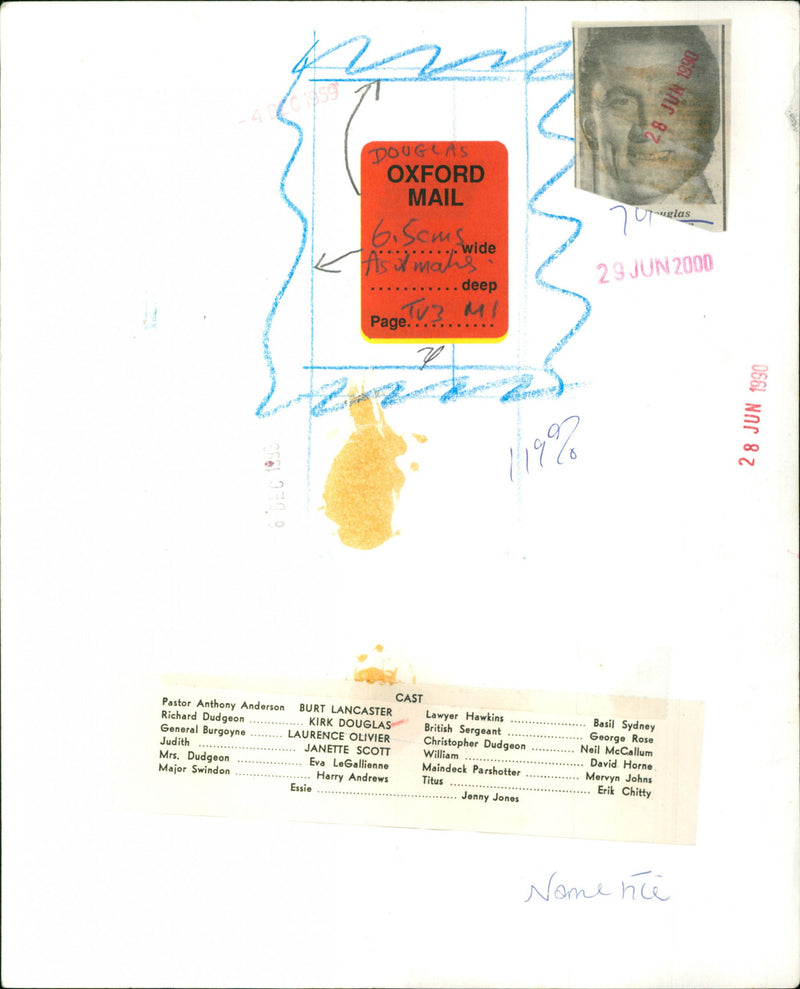 - 4 DEC 1959
28 JUN 1990
DOUGLAS
OXFORD
MAIL
6.5cms wide
deep
Page TV3 M1
uglas
29 JUN 2000
28 JUN 1990
119%
6 DEC
CAST
Pastor Anthony Anderson BURT LANCASTER
Richard Dudgeon .............. KIRK DOUGLAS
General Burgoyne ........ LAURENCE OLIVIER
Judith ......................... JANETTE SCOTT
Mrs. Dudgeon ................. Eva LeGallienne
Major Swindon ................... Harry Andrews
Lawyer Hawkins ..................... Basil Sydney
British Sergeant ..................... George Rose
Christopher Dudgeon ............ Neil McCallum
William ................................. David Horne
Maindeck Parshotter ............... Mervyn Johns
Titus ....................................... Erik Chitty
Essie ....................................... Jenny Jones